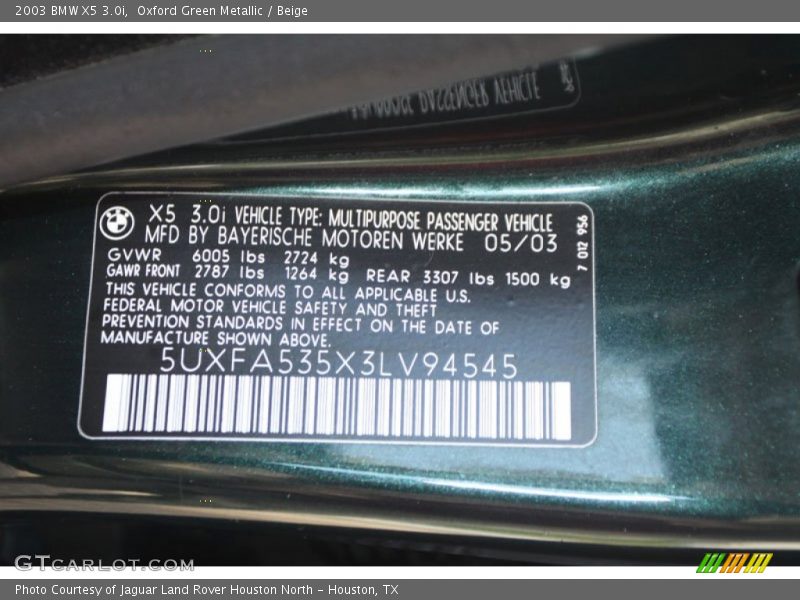 2003 BMW X5 3.0i, Oxford Green Metallic / Beige
PASSENGER VEHICLE
X5 3.0i VEHICLE TYPE: MULTIPURPOSE PASSENGER VEHICLE
MFD BY BAYERISCHE MOTOREN WERKE 05/03
GVWR 6005 lbs 2724 kg
GAWR FRONT 2787 lbs 1264 kg REAR 3307 lbs 1500 kg
THIS VEHICLE CONFORMS TO ALL APPLICABLE U.S.
FEDERAL MOTOR VEHICLE SAFETY AND THEFT
PREVENTION STANDARDS IN EFFECT ON THE DATE OF
MANUFACTURE SHOWN ABOVE.
5UXFA535X3LV94545
7 012 956
GTCARLOT.COM
Photo Courtesy of Jaguar Land Rover Houston North - Houston, TX